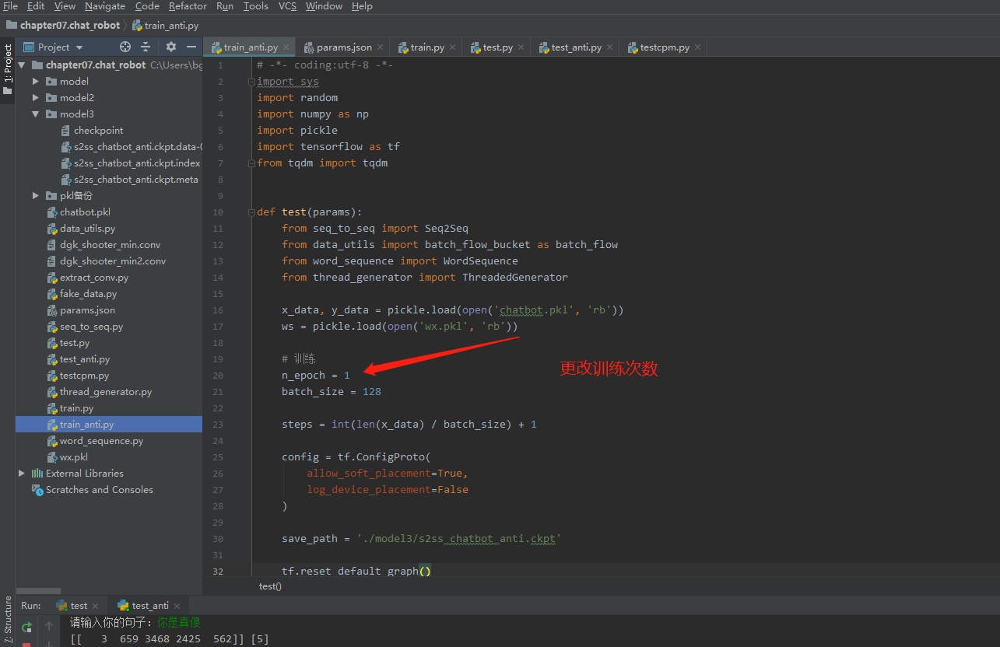 File Edit View Navigate Code Refactor Run Tools VCS Window Help
chapter07.chat_robot train_anti.py
Project
train_anti.py params.json train.py test.py test_anti.py testcpm.py
1: Project
chapter07.chat_robot C:\Users\bg
model
model2
model3
checkpoint
s2ss_chatbot_anti.ckpt.data-0
s2ss_chatbot_anti.ckpt.index
s2ss_chatbot_anti.ckpt.meta
pkl备份
chatbot.pkl
data_utils.py
dgk_shooter_min.conv
dgk_shooter_min2.conv
extract_conv.py
fake_data.py
params.json
seq_to_seq.py
test.py
test_anti.py
testcpm.py
thread_generator.py
train.py
train_anti.py
word_sequence.py
wx.pkl
External Libraries
Scratches and Consoles
1 # -*- coding:utf-8 -*-
2 import sys
3 import random
4 import numpy as np
5 import pickle
6 import tensorflow as tf
7 from tqdm import tqdm
8
9
10 def test(params):
11 from seq_to_seq import Seq2Seq
12 from data_utils import batch_flow_bucket as batch_flow
13 from word_sequence import WordSequence
14 from thread_generator import ThreadedGenerator
15
16 x_data, y_data = pickle.load(open('chatbot.pkl', 'rb'))
17 ws = pickle.load(open('wx.pkl', 'rb'))
18
19 # 训练
20 n_epoch = 1
更改训练次数
21 batch_size = 128
22
23 steps = int(len(x_data) / batch_size) + 1
24
25 config = tf.ConfigProto(
26 allow_soft_placement=True,
27 log_device_placement=False
28 )
29
30 save_path = './model3/s2ss_chatbot_anti.ckpt'
31
32 tf.reset_default_graph()
test()
7: Structure
Run: test test_anti
请输入你的句子：你是真傻
[[ 3 659 3468 2425 562]] [5]